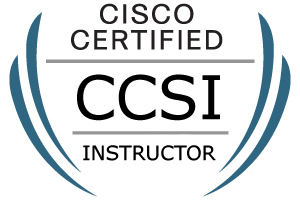 CISCO
CERTIFIED
CCSI
INSTRUCTOR